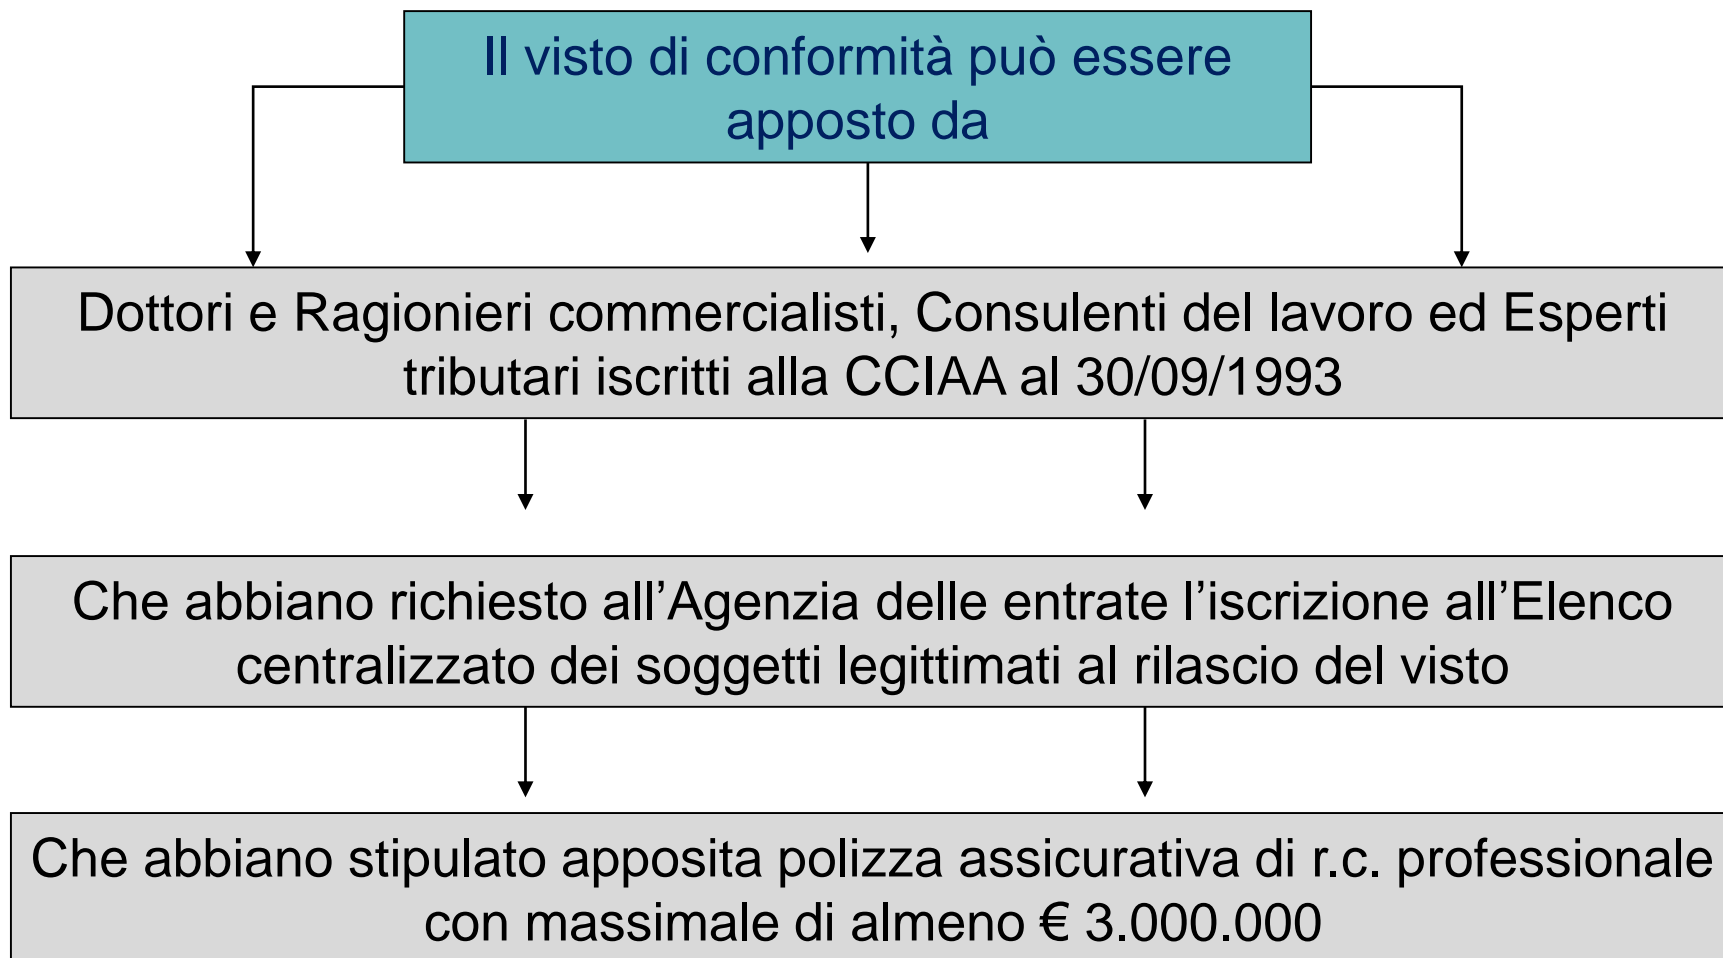 Il visto di conformità può essere
apposto da
Dottori e Ragionieri commercialisti, Consulenti del lavoro ed Esperti
tributari iscritti alla CCIAA al 30/09/1993
Che abbiano richiesto all’Agenzia delle entrate l’iscrizione all’Elenco
centralizzato dei soggetti legittimati al rilascio del visto
Che abbiano stipulato apposita polizza assicurativa di r.c. professionale
con massimale di almeno € 3.000.000